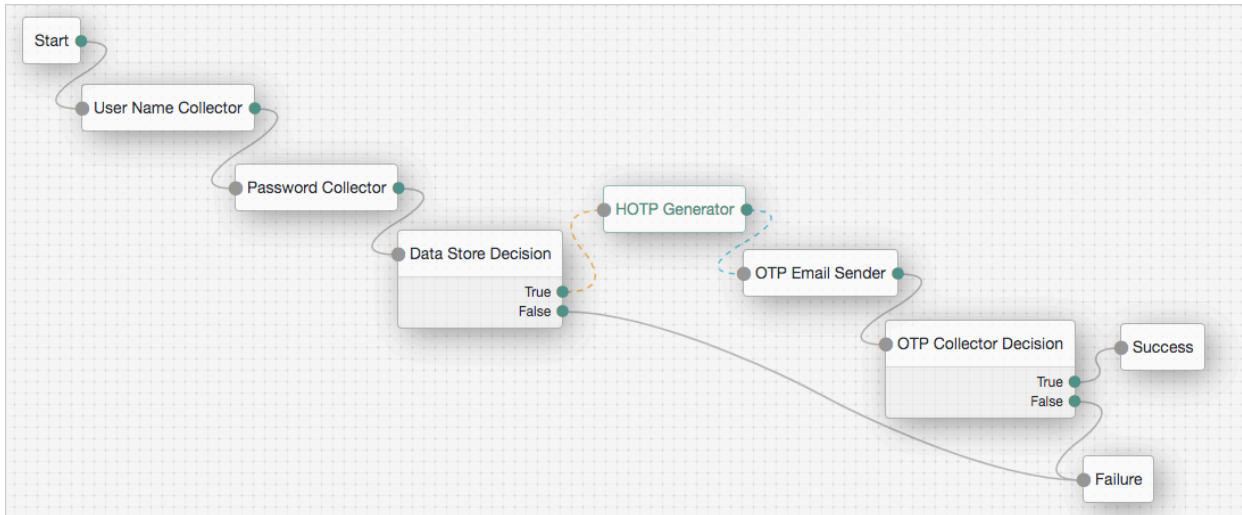 Start
User Name Collector
Password Collector
Data Store Decision
True
False
HOTP Generator
OTP Email Sender
OTP Collector Decision
True
False
Success
Failure